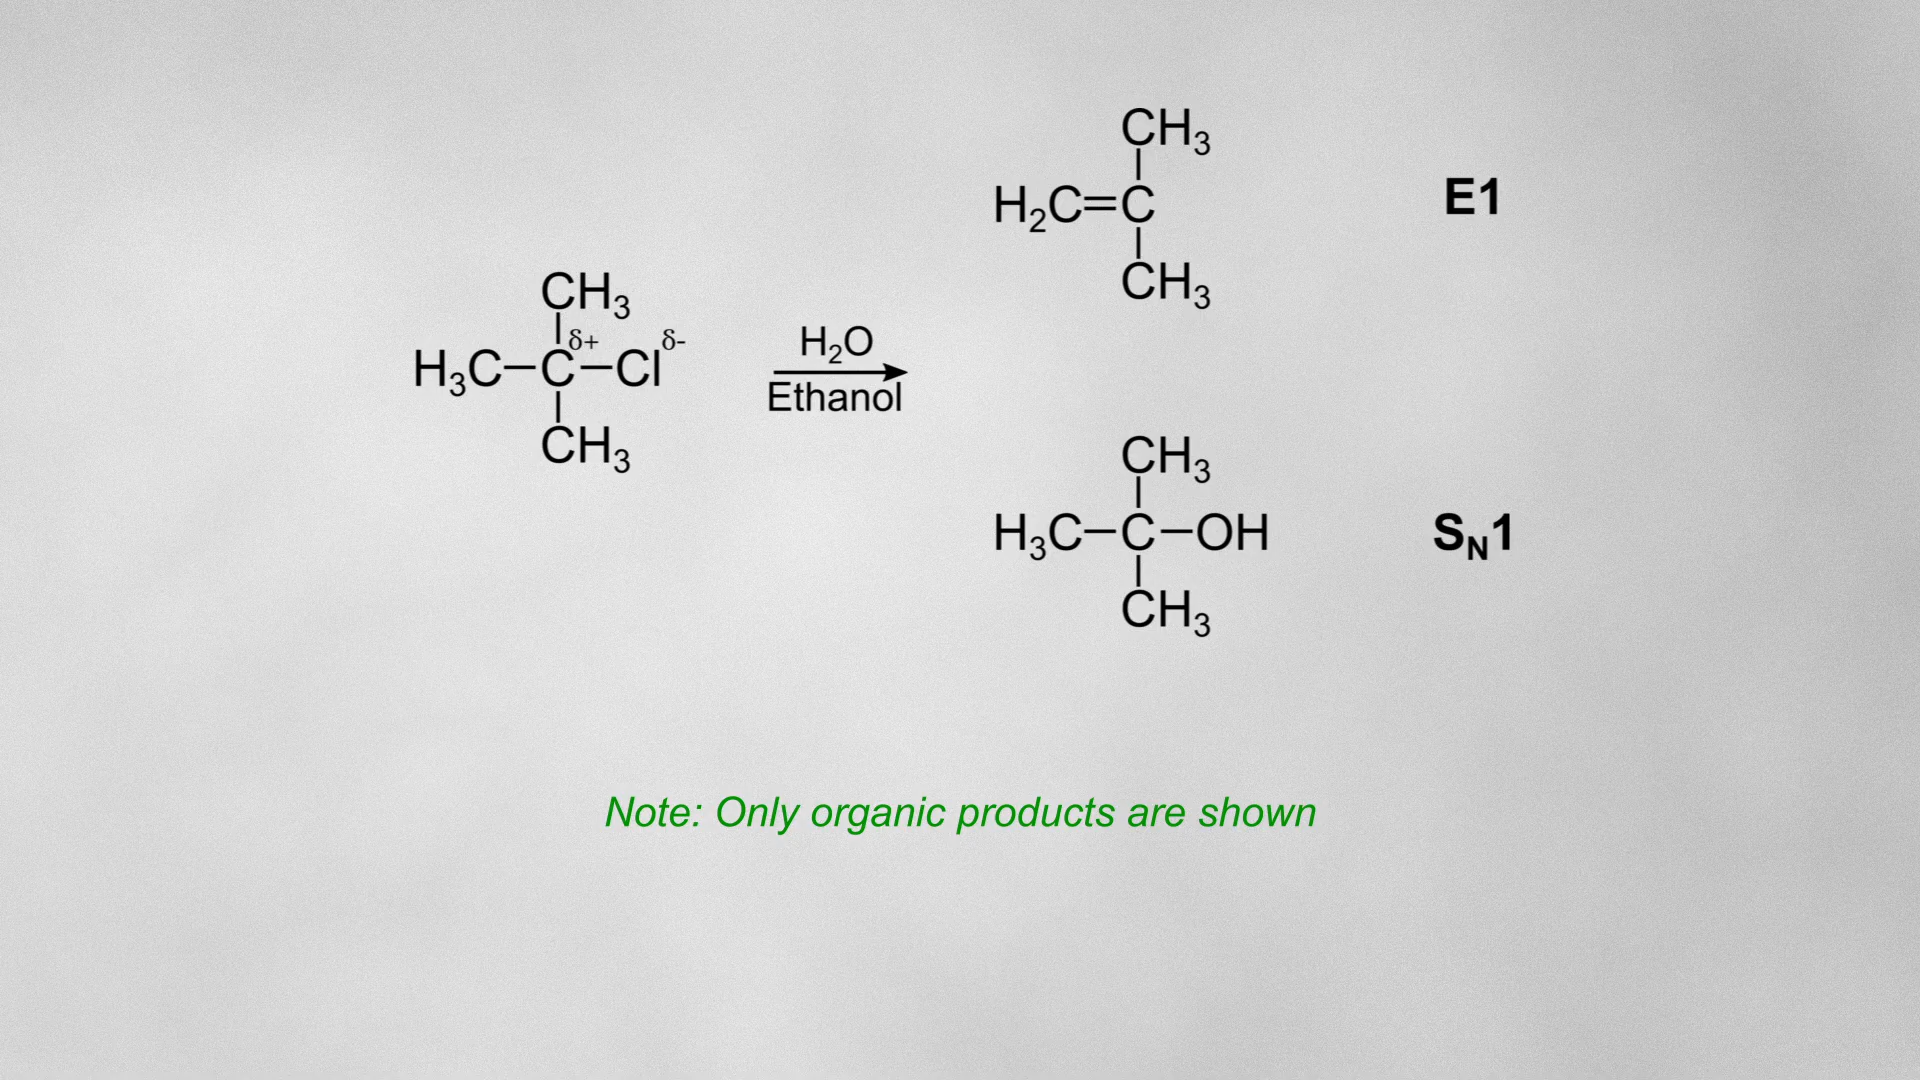 CH₃
H₂C=C
CH₃
E1
CH₃
H₃C–C^δ+–Cl^δ-
CH₃
H₂O
Ethanol
CH₃
H₃C–C–OH
CH₃
S_N1
Note: Only organic products are shown